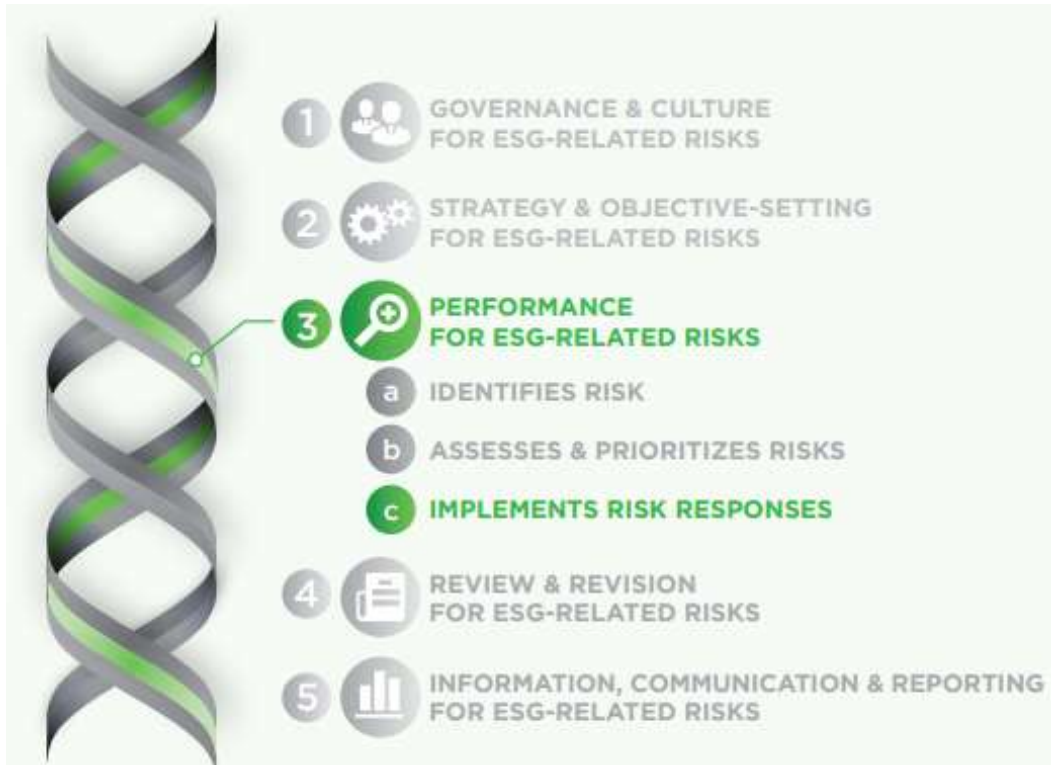 1 GOVERNANCE & CULTURE
FOR ESG-RELATED RISKS
2 STRATEGY & OBJECTIVE-SETTING
FOR ESG-RELATED RISKS
3 PERFORMANCE
FOR ESG-RELATED RISKS
a IDENTIFIES RISK
b ASSESSES & PRIORITIZES RISKS
c IMPLEMENTS RISK RESPONSES
4 REVIEW & REVISION
FOR ESG-RELATED RISKS
5 INFORMATION, COMMUNICATION & REPORTING
FOR ESG-RELATED RISKS